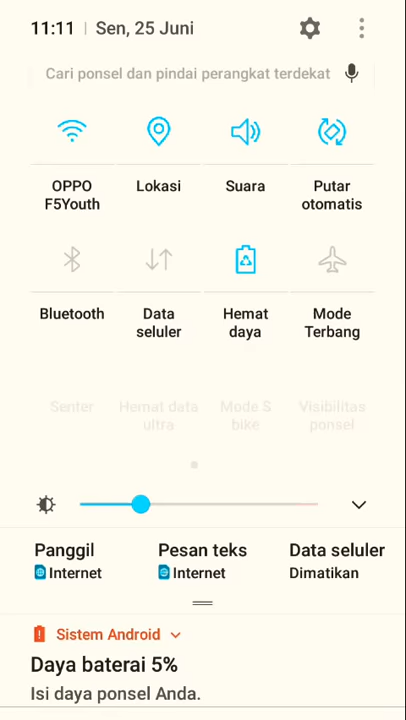 11:11 | Sen, 25 Juni
Cari ponsel dan pindai perangkat terdekat
OPPO F5Youth
Lokasi
Suara
Putar otomatis
Bluetooth
Data seluler
Hemat daya
Mode Terbang
Senter
Hemat data ultra
Mode S bike
Visibilitas ponsel
Panggil
Internet
Pesan teks
Internet
Data seluler
Dimatikan
Sistem Android
Daya baterai 5%
Isi daya ponsel Anda.